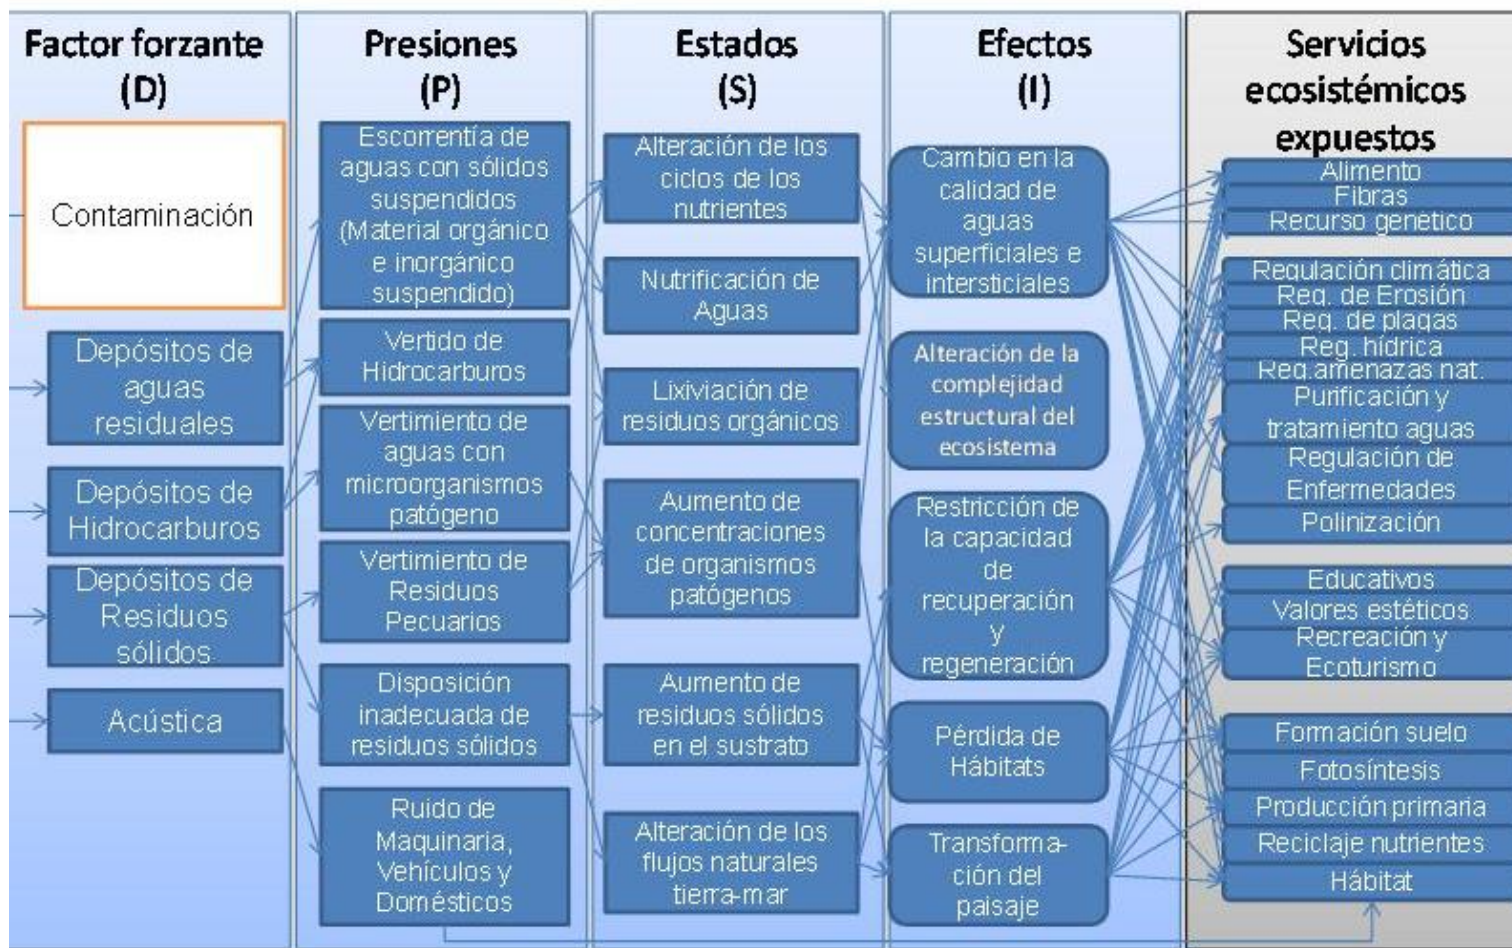 Factor forzante
(D)
Contaminación
Depósitos de
aguas
residuales
Depósitos de
Hidrocarburos
Depósitos de
Residuos
sólidos
Acústica
Presiones
(P)
Escorrentía de
aguas con sólidos
suspendidos
(Material orgánico
e inorgánico
suspendido)
Vertido de
Hidrocarburos
Vertimiento de
aguas con
microorganismos
patógeno
Vertimiento de
Residuos
Pecuarios
Disposición
inadecuada de
residuos sólidos
Ruido de
Maquinaria,
Vehículos y
Domésticos
Estados
(S)
Alteración de los
ciclos de los
nutrientes
Nutrificación de
Aguas
Lixiviación de
residuos orgánicos
Aumento de
concentraciones
de organismos
patógenos
Aumento de
residuos sólidos
en el sustrato
Alteración de los
flujos naturales
tierra-mar
Efectos
(I)
Cambio en la
calidad de
aguas
superficiales e
intersticiales
Alteración de la
complejidad
estructural del
ecosistema
Restricción de
la capacidad
de
recuperación
y
regeneración
Pérdida de
Hábitats
Transforma-
ción del
paisaje
Servicios
ecosistémicos
expuestos
Alimento
Fibras
Recurso genético
Regulación climática
Reg. de Erosión
Reg. de plagas
Reg. hídrica
Reg.amenazas nat.
Purificación y
tratamiento aguas
Regulación de
Enfermedades
Polinización
Educativos
Valores estéticos
Recreación y
Ecoturismo
Formación suelo
Fotosíntesis
Producción primaria
Reciclaje nutrientes
Hábitat